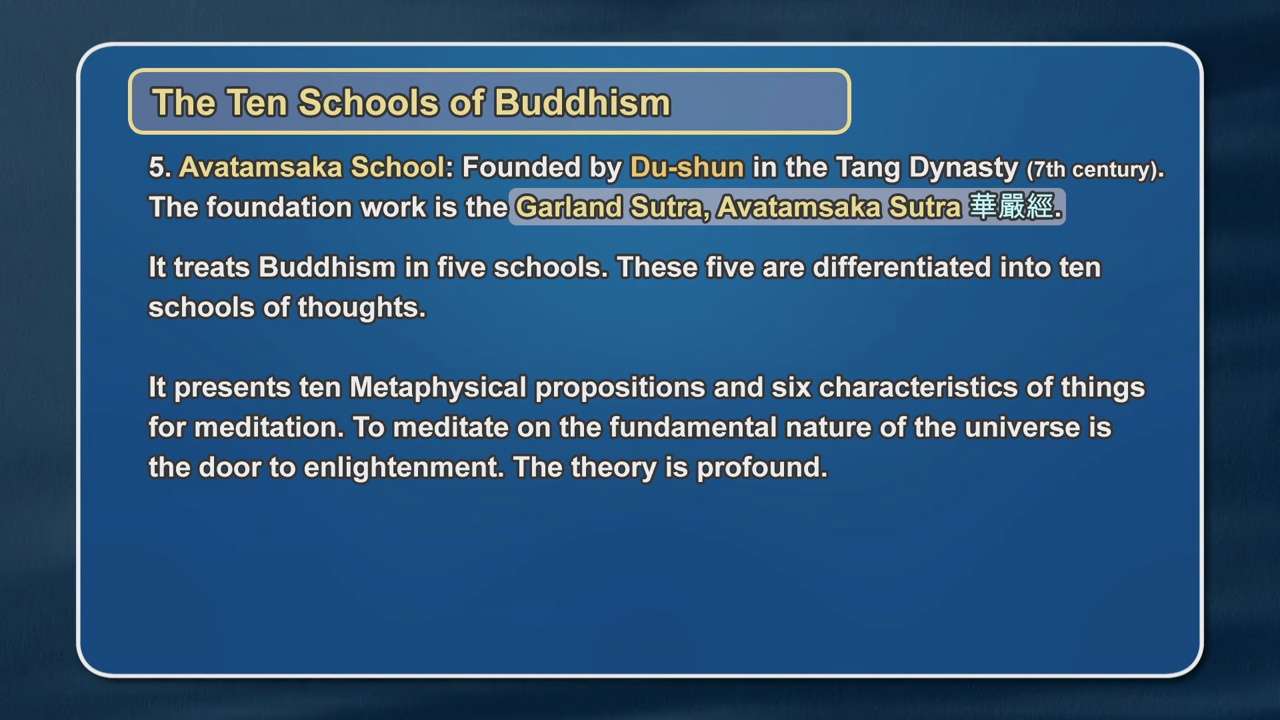 The Ten Schools of Buddhism
5. Avatamsaka School: Founded by Du-shun in the Tang Dynasty (7th century).
The foundation work is the Garland Sutra, Avatamsaka Sutra 華嚴經.
It treats Buddhism in five schools. These five are differentiated into ten
schools of thoughts.
It presents ten Metaphysical propositions and six characteristics of things
for meditation. To meditate on the fundamental nature of the universe is
the door to enlightenment. The theory is profound.